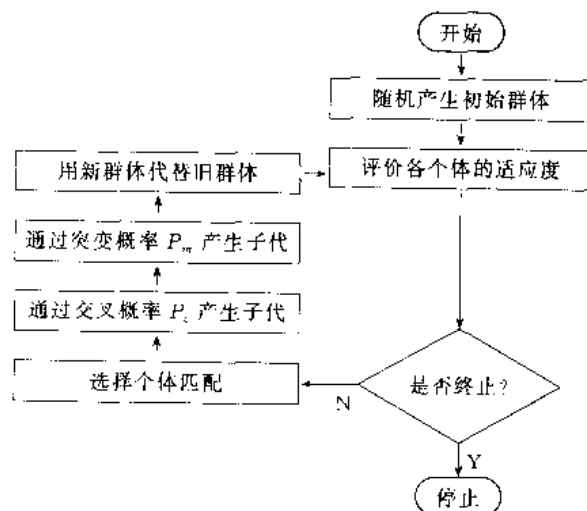 开始
随机产生初始群体
评价各个体的适应度
用新群体代替旧群体
通过突变概率 Pm 产生子代
通过交叉概率 Pc 产生子代
选择个体匹配
是否终止?
N
Y
停止